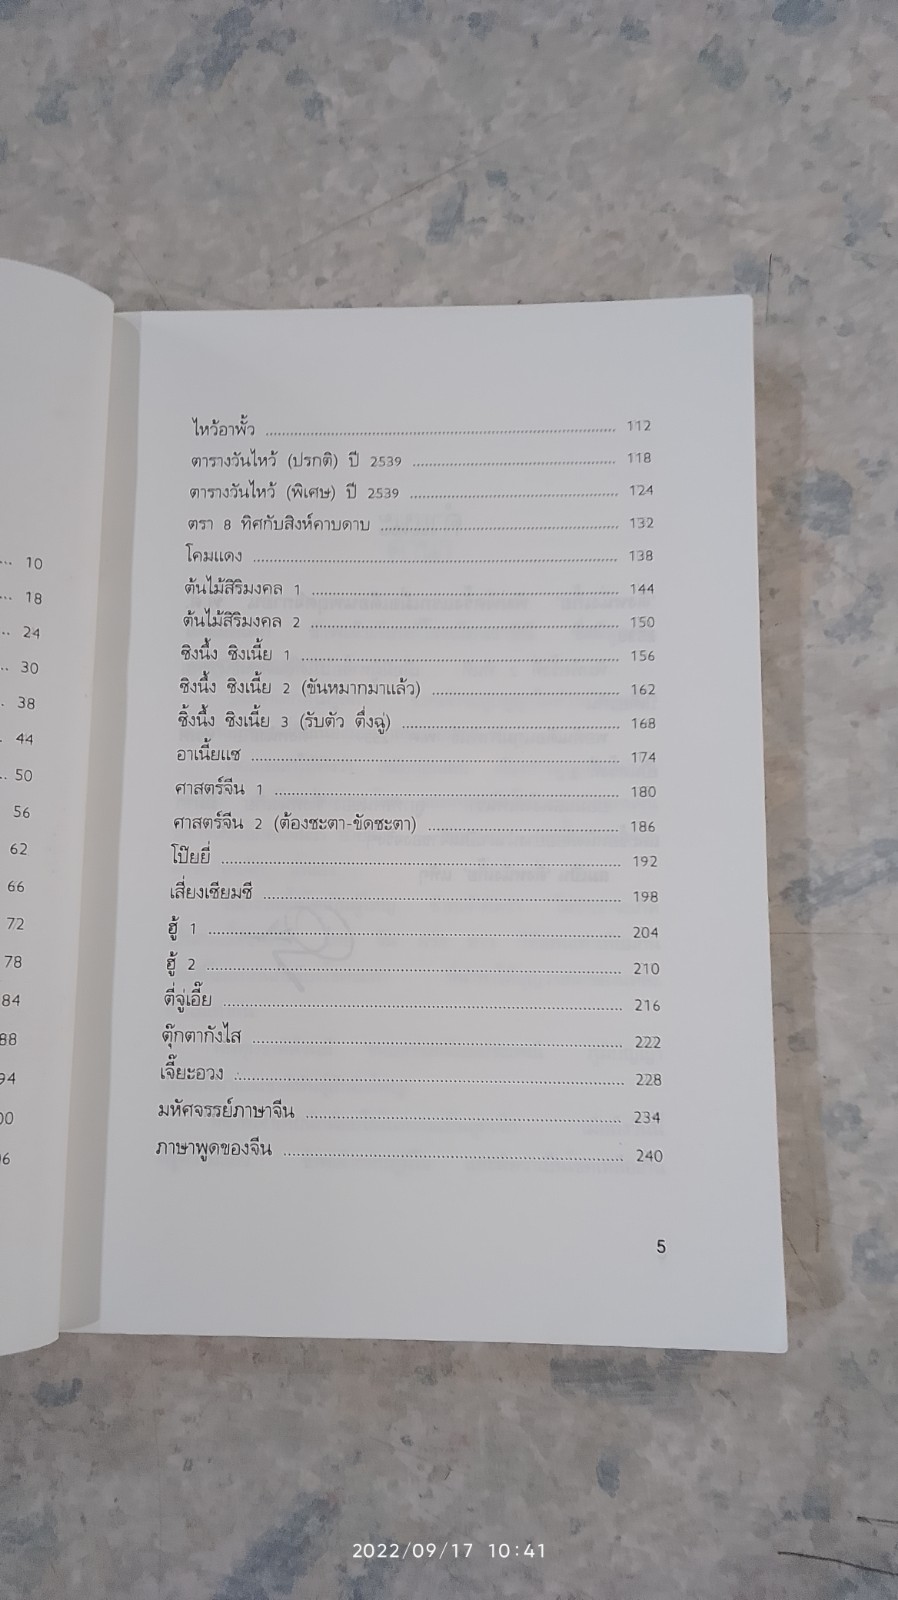 ... 10
... 18
.. 24
.. 30
. 38
. 44
.. 50
56
62
66
72
78
84
88
94
00
06
ไหว้อาพั้ว ........ 112
ตารางวันไหว้ (ปรกติ) ปี 2539 ........ 118
ตารางวันไหว้ (พิเศษ) ปี 2539 ........ 124
ตรา 8 ทิศกับสิงห์คาบดาบ ........ 132
โคมแดง ........ 138
ต้นไม้สิริมงคล 1 ........ 144
ต้นไม้สิริมงคล 2 ........ 150
ซิงนี้ง ซิงเนี้ย 1 ........ 156
ซิงนี้ง ซิงเนี้ย 2 (ขันหมากมาแล้ว) ........ 162
ซิ้งนี้ง ซิงเนี้ย 3 (รับตัว ตึ่งฉู่) ........ 168
อาเนี้ยแซ ........ 174
ศาสตร์จีน 1 ........ 180
ศาสตร์จีน 2 (ต้องชะตา-ขัดชะตา) ........ 186
โป๊ยยี่ ........ 192
เสี่ยงเซียมซี ........ 198
ฮู้ 1 ........ 204
ฮู้ 2 ........ 210
ตี่จู่เอี๊ย ........ 216
ตุ๊กตากังไส ........ 222
เจี๊ยะอวง ........ 228
มหัศจรรย์ภาษาจีน ........ 234
ภาษาพูดของจีน ........ 240
5
2022/09/17 10:41